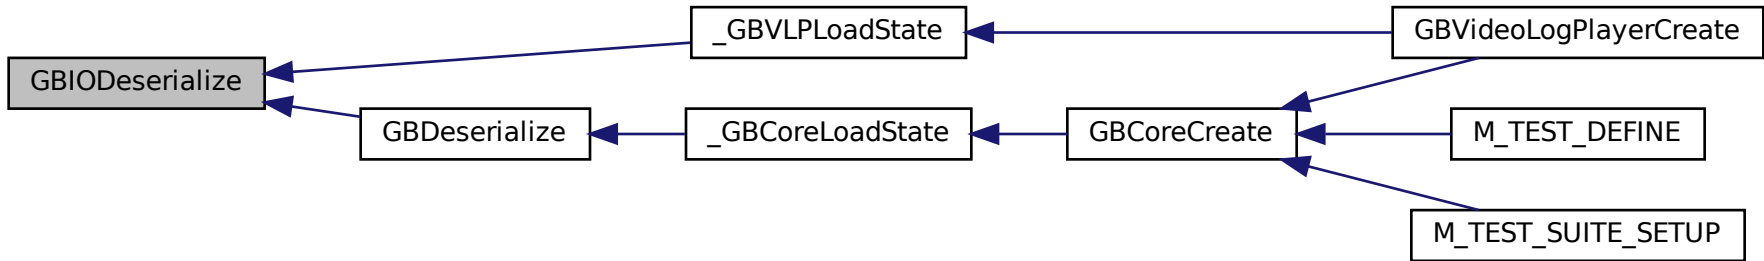 _GBVLPLoadState
GBVideoLogPlayerCreate
GBIODeserialize
GBDeserialize
_GBCoreLoadState
GBCoreCreate
M_TEST_DEFINE
M_TEST_SUITE_SETUP